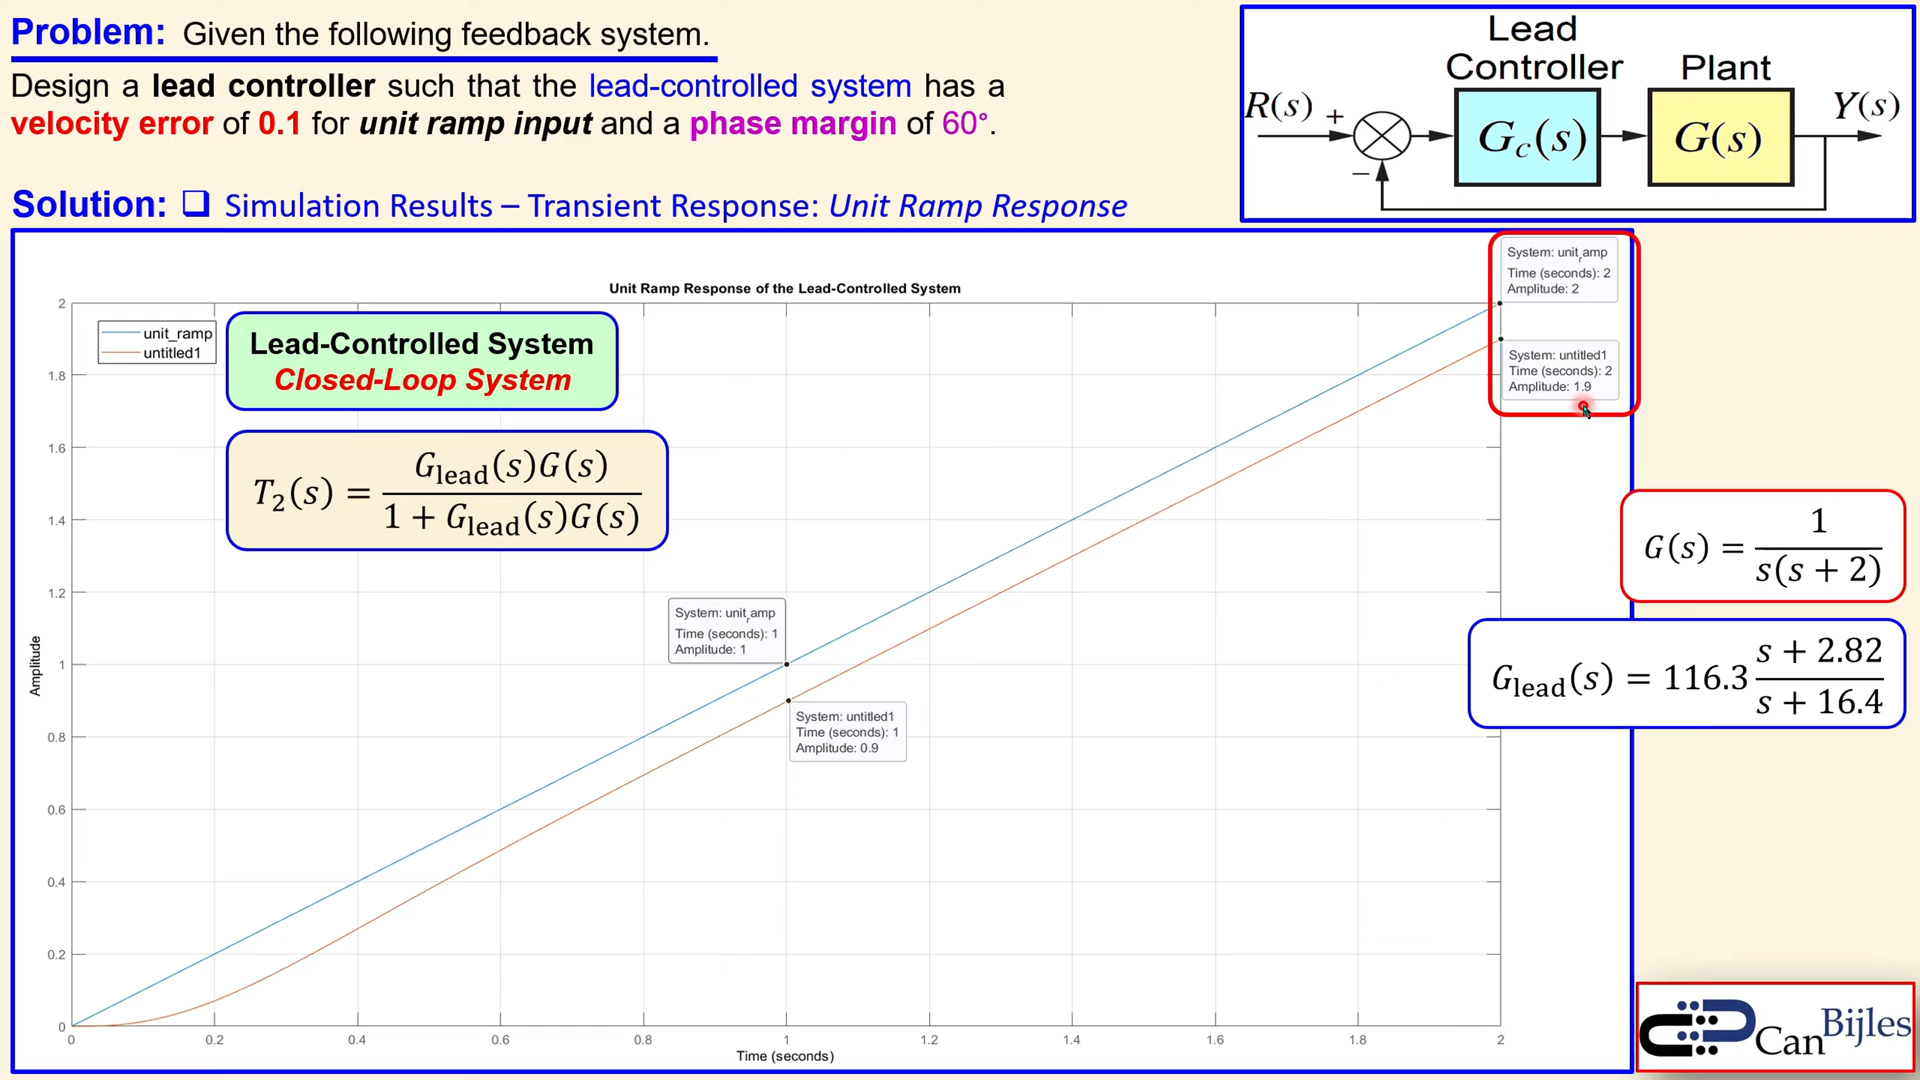 Problem: Given the following feedback system.
Design a lead controller such that the lead-controlled system has a
velocity error of 0.1 for unit ramp input and a phase margin of 60°.
Lead
Controller
Plant
R(s)
+
−
G_c(s)
G(s)
Y(s)
Solution: ❑ Simulation Results – Transient Response: Unit Ramp Response
Unit Ramp Response of the Lead-Controlled System
unit_ramp
untitled1
Lead-Controlled System
Closed-Loop System
T₂(s) = G_lead(s)G(s) / 1 + G_lead(s)G(s)
System: unit_ramp
Time (seconds): 2
Amplitude: 2
System: untitled1
Time (seconds): 2
Amplitude: 1.9
System: unit_ramp
Time (seconds): 1
Amplitude: 1
System: untitled1
Time (seconds): 1
Amplitude: 0.9
G(s) = 1 / s(s + 2)
G_lead(s) = 116.3 s + 2.82 / s + 16.4
2
1.8
1.6
1.4
1.2
1
0.8
0.6
0.4
0.2
0
Amplitude
0 0.2 0.4 0.6 0.8 1 1.2 1.4 1.6 1.8 2
Time (seconds)
Can Bijles